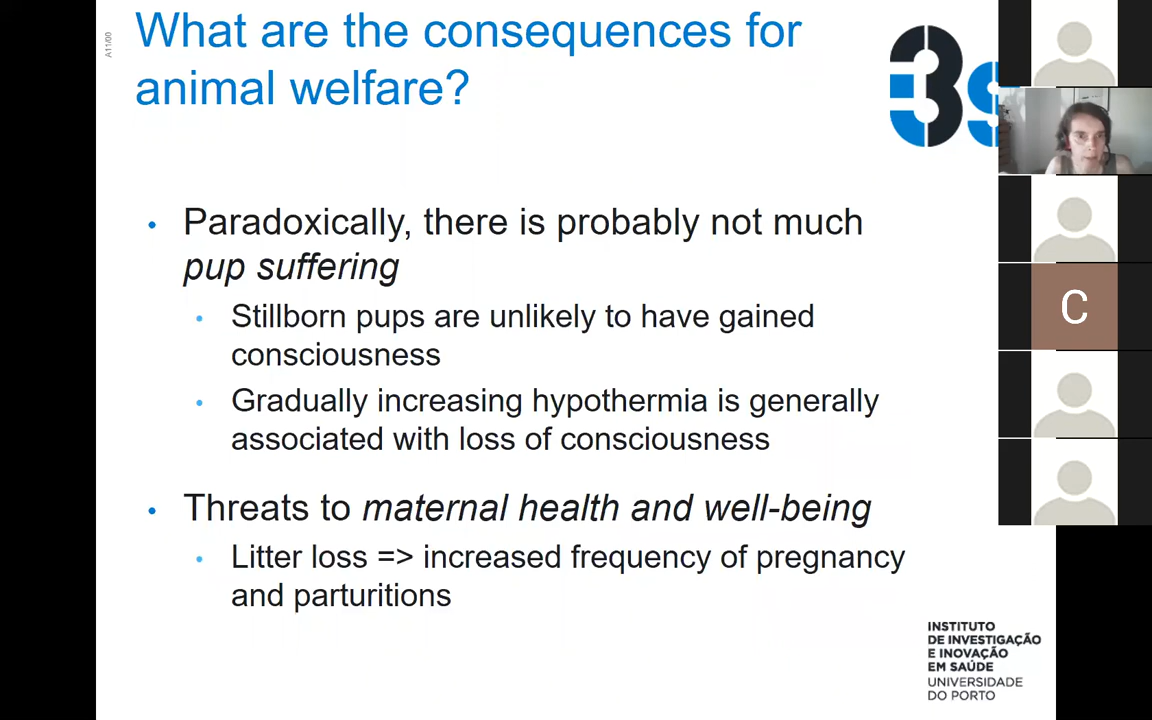 What are the consequences for
animal welfare?
A11/00
3s
• Paradoxically, there is probably not much
pup suffering
• Stillborn pups are unlikely to have gained
consciousness
• Gradually increasing hypothermia is generally
associated with loss of consciousness
• Threats to maternal health and well-being
• Litter loss => increased frequency of pregnancy
and parturitions
C
INSTITUTO
DE INVESTIGAÇÃO
E INOVAÇÃO
EM SAÚDE
UNIVERSIDADE
DO PORTO